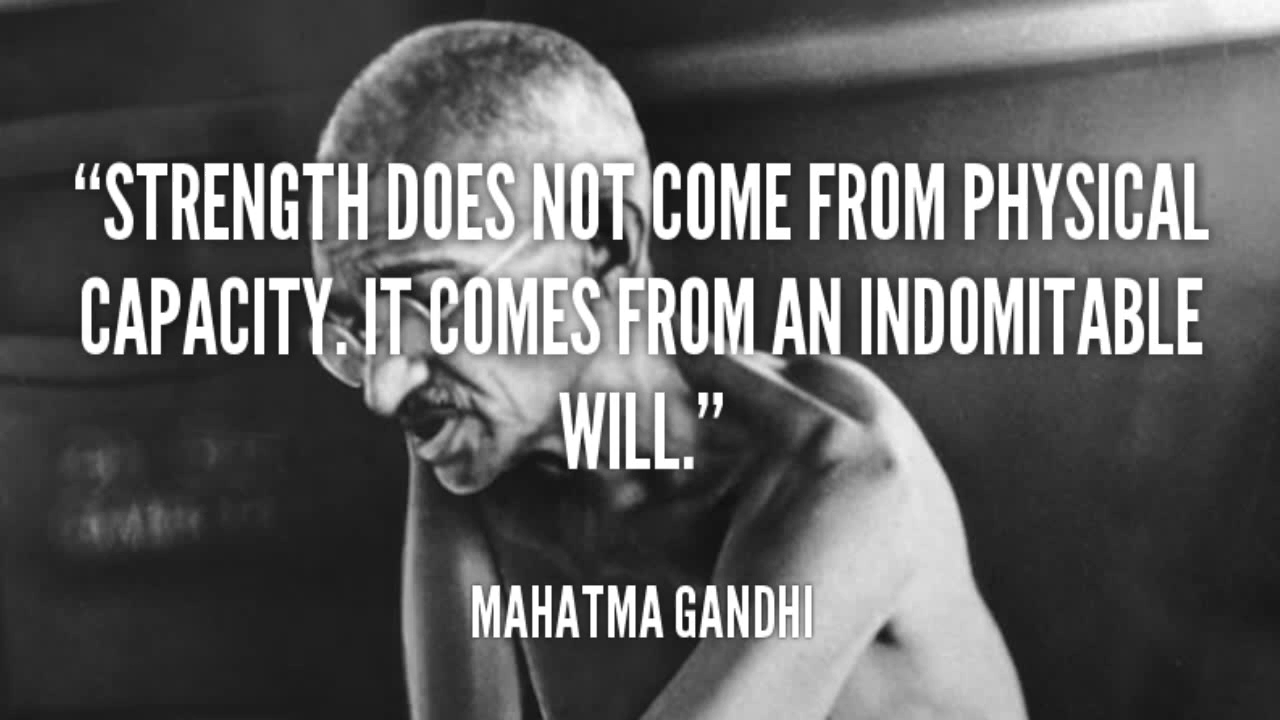 “STRENGTH DOES NOT COME FROM PHYSICAL
CAPACITY. IT COMES FROM AN INDOMITABLE
WILL.”
MAHATMA GANDHI